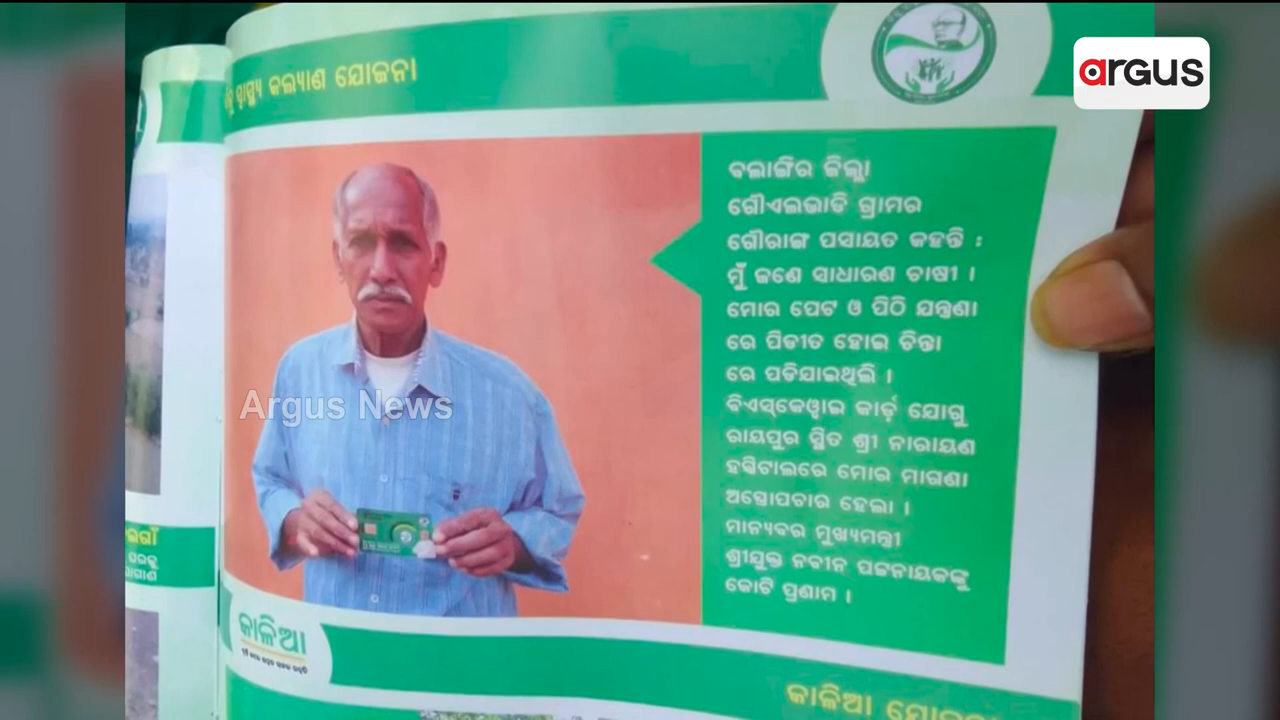 argus
ସ୍ୱାସ୍ଥ୍ୟ କଲ୍ୟାଣ ଯୋଜନା
ବଲାଙ୍ଗିର ଜିଲ୍ଲା
ଗୌଏଲଭାଡି ଗ୍ରାମର
ଗୌରାଙ୍ଗ ପସାୟତ କହନ୍ତି :
ମୁଁ ଜଣେ ସାଧାରଣ ଚାଷୀ ।
ମୋର ପେଟ ଓ ପିଠି ଯନ୍ତ୍ରଣା
ରେ ପିଡୀତ ହୋଇ ଚିନ୍ତା
ରେ ପଡିଯାଇଥିଲି ।
ବିଏସ୍‌କେୱାଇ କାର୍ଡ଼ ଯୋଗୁ
ରାୟପୁର ସ୍ଥିତ ଶ୍ରୀ ନାରାୟଣ
ହସ୍ପିଟାଲରେ ମୋର ମାଗଣା
ଅସ୍ତ୍ରୋପଚାର ହେଲା ।
ମାନ୍ୟବର ମୁଖ୍ୟମନ୍ତ୍ରୀ
ଶ୍ରୀଯୁକ୍ତ ନବୀନ ପଟ୍ଟନାୟକଙ୍କୁ
କୋଟି ପ୍ରଣାମ ।
Argus News
କାଳିଆ
କାଳିଆ ଯୋଜନା